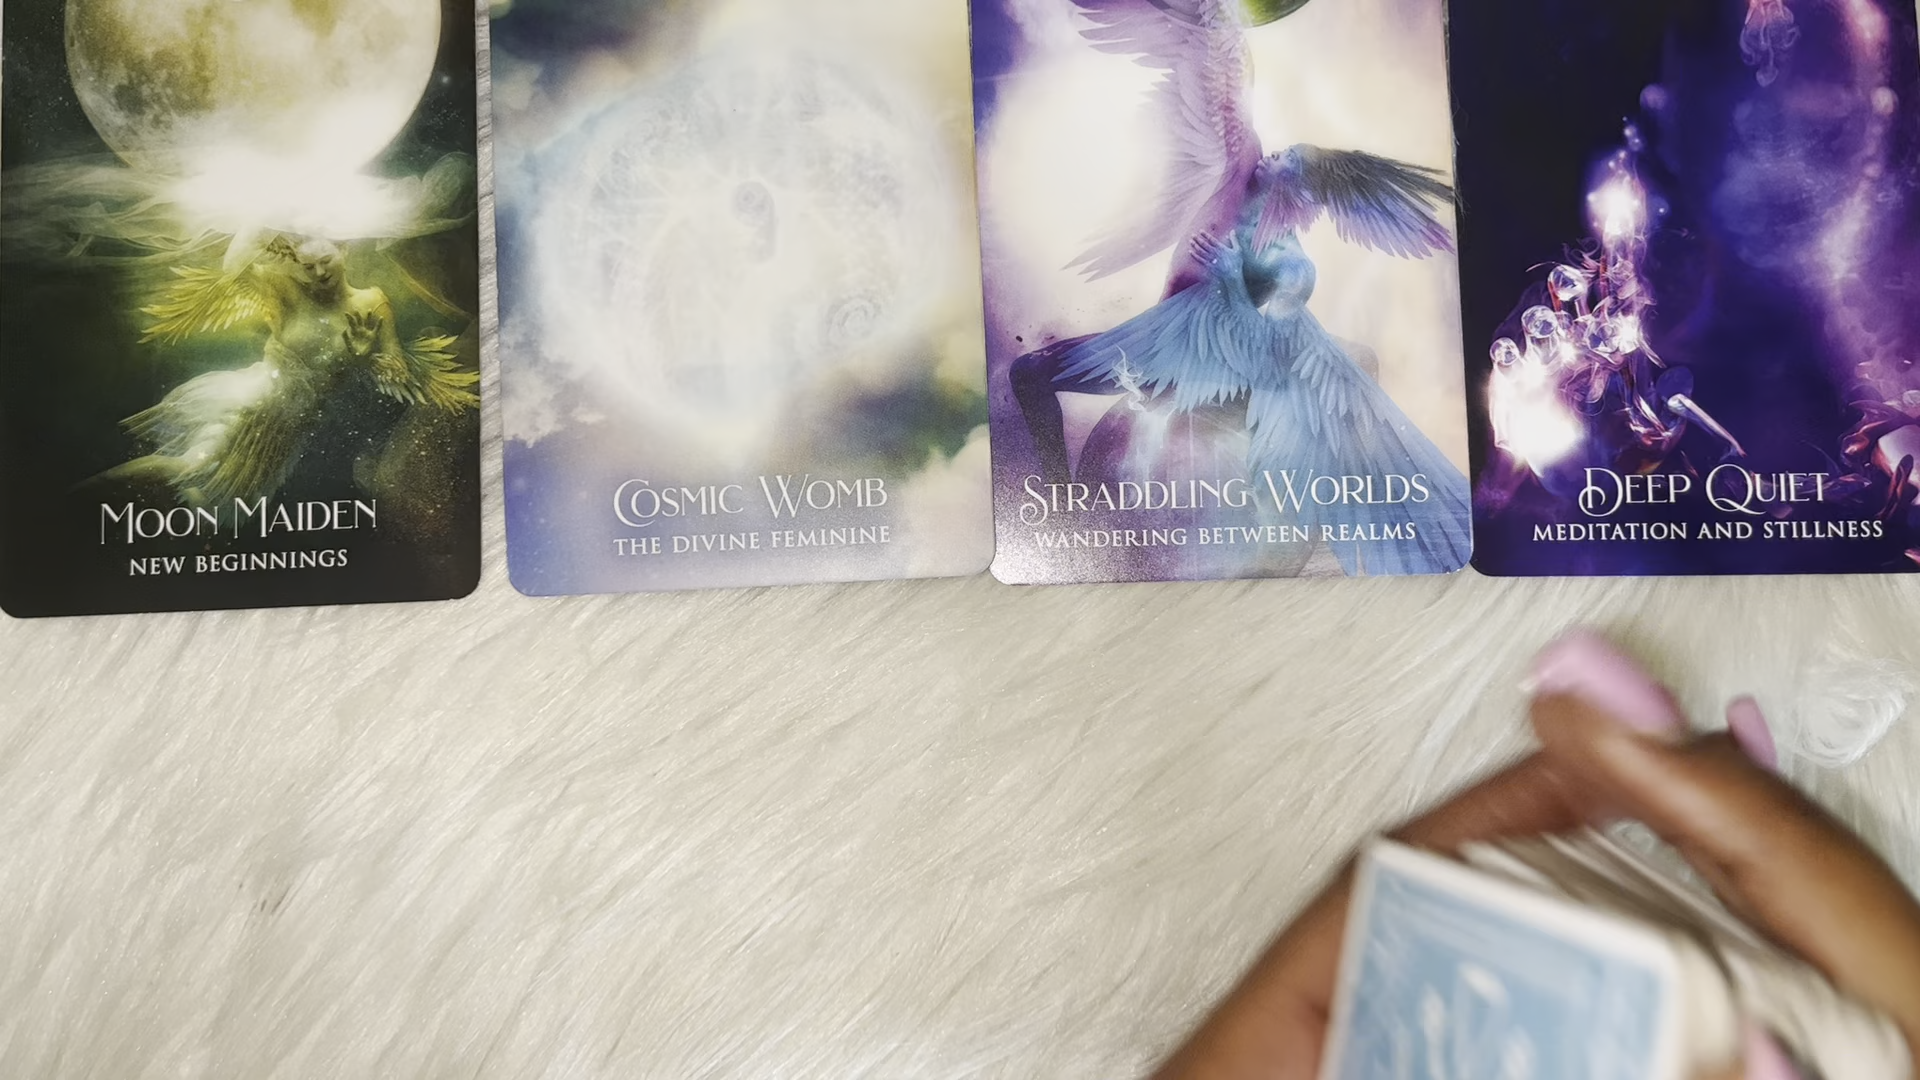 Moon Maiden
NEW BEGINNINGS
Cosmic Womb
THE DIVINE FEMININE
Straddling Worlds
WANDERING BETWEEN REALMS
Deep Quiet
MEDITATION AND STILLNESS